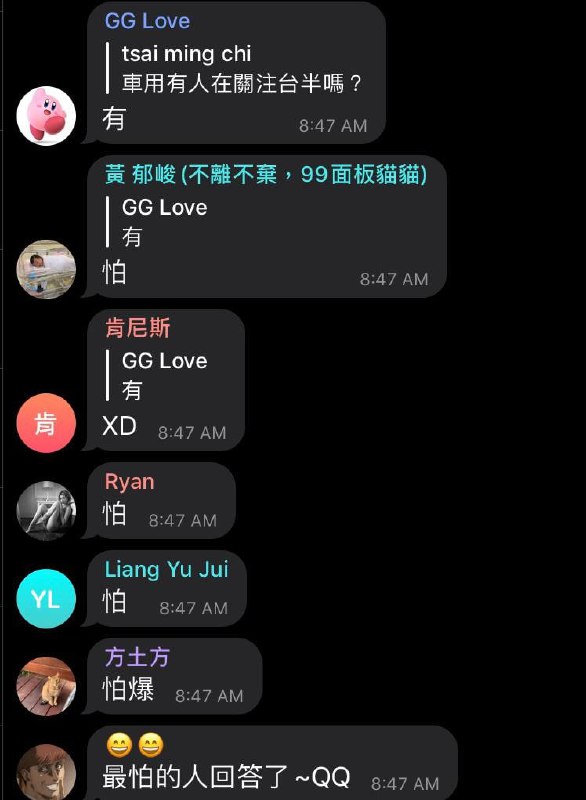 GG Love
tsai ming chi
車用有人在關注台半嗎？
有
8:47 AM
黃 郁峻 (不離不棄，99面板貓貓)
GG Love
有
怕
8:47 AM
肯尼斯
GG Love
有
肯
XD
8:47 AM
Ryan
怕
8:47 AM
Liang Yu Jui
YL
怕
8:47 AM
方土方
怕爆
8:47 AM
😄😄
最怕的人回答了~QQ
8:47 AM